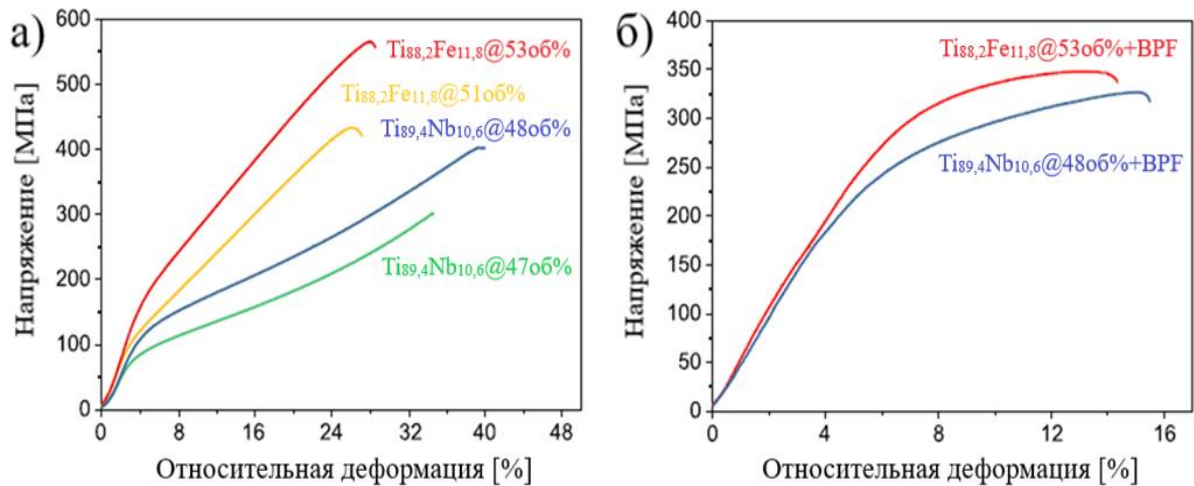 а)
Напряжение [МПа]
600
500
400
300
200
100
0
0 8 16 24 32 40 48
Относительная деформация [%]
Ti88,2Fe11,8@53об%
Ti88,2Fe11,8@51об%
Ti89,4Nb10,6@48об%
Ti89,4Nb10,6@47об%
б)
Напряжение [МПа]
400
350
300
250
200
150
100
50
0
0 4 8 12 16
Относительная деформация [%]
Ti88,2Fe11,8@53об%+BPF
Ti89,4Nb10,6@48об%+BPF